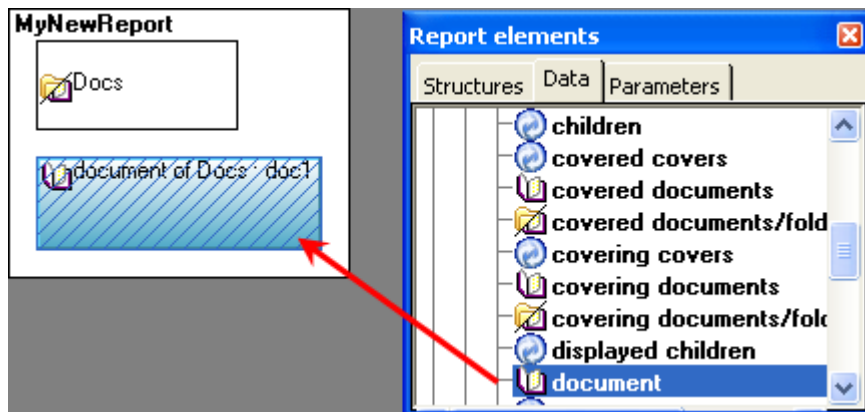 MyNewReport
Docs
document of Docs : doc1
Report elements
Structures Data Parameters
children
covered covers
covered documents
covered documents/fold
covering covers
covering documents
covering documents/fold
displayed children
document